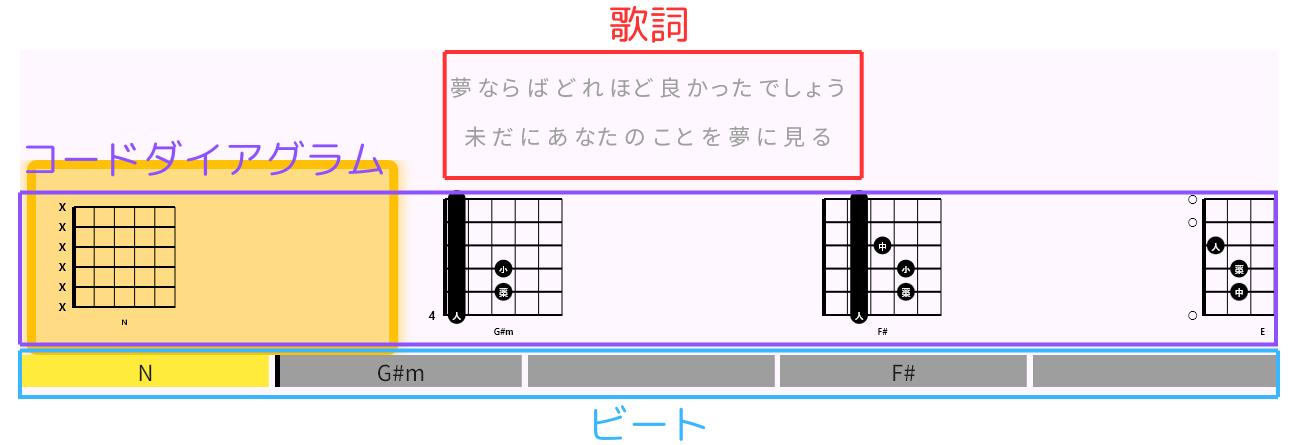 歌詞
夢 なら ば ど れ ほど 良 かった でしょう
未 だ に あ なた の こと を 夢 に 見 る
コードダイアグラム
X
X
X
X
X
X
N
小
薬
人
4
G#m
中
小
薬
人
F#
人
薬
中
E
N G#m F#
ビート